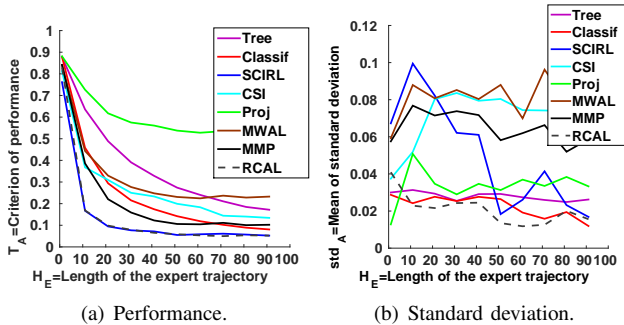 1
0.9
0.8
0.7
0.6
0.5
0.4
0.3
0.2
0.1
0
0 10 20 30 40 50 60 70 80 90 100
T_A=Criterion of performance
H_E=Length of the expert trajectory
Tree
Classif
SCIRL
CSI
Proj
MWAL
MMP
RCAL
(a) Performance.
0.12
0.1
0.08
0.06
0.04
0.02
0
0 10 20 30 40 50 60 70 80 90 100
std_A=Mean of standard deviation
H_E=Length of the expert trajectory
Tree
Classif
SCIRL
CSI
Proj
MWAL
MMP
RCAL
(b) Standard deviation.